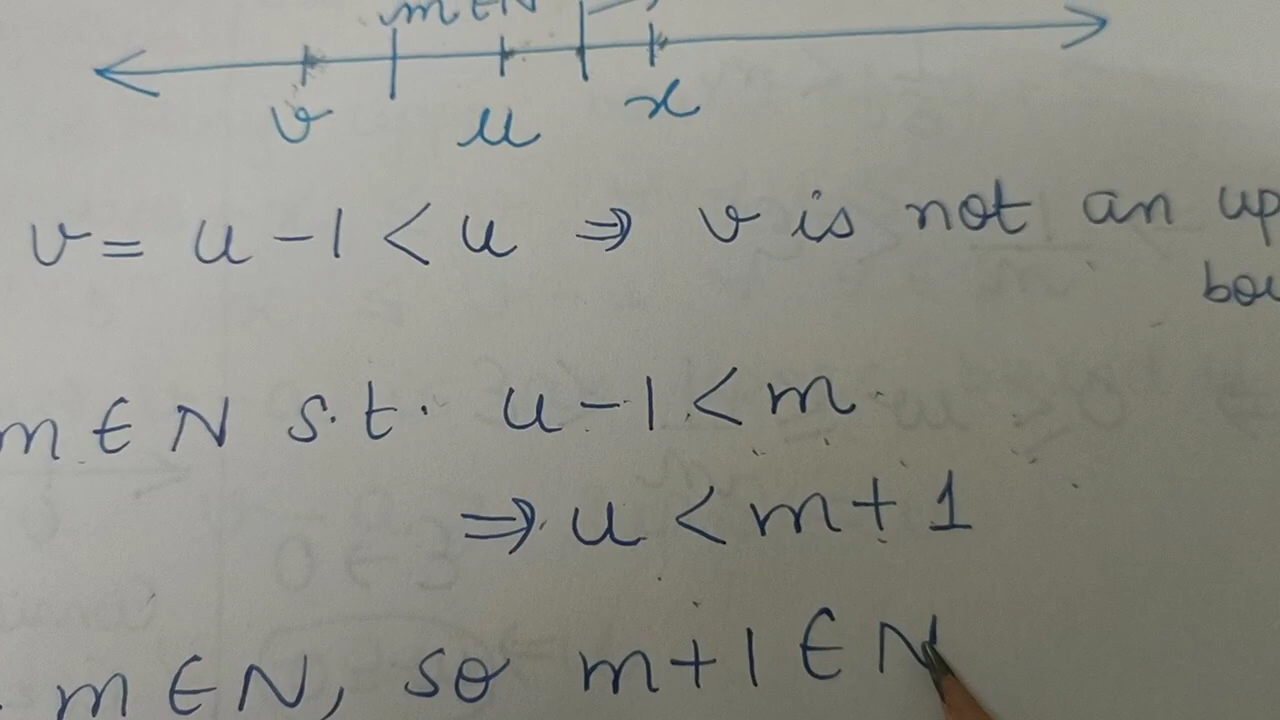 m ∈ N
v u x
v = u - 1 < u ⇒ v is not an up
bou
m ∈ N s.t. u - 1 < m
⇒ u < m + 1
m ∈ N, so m + 1 ∈ N